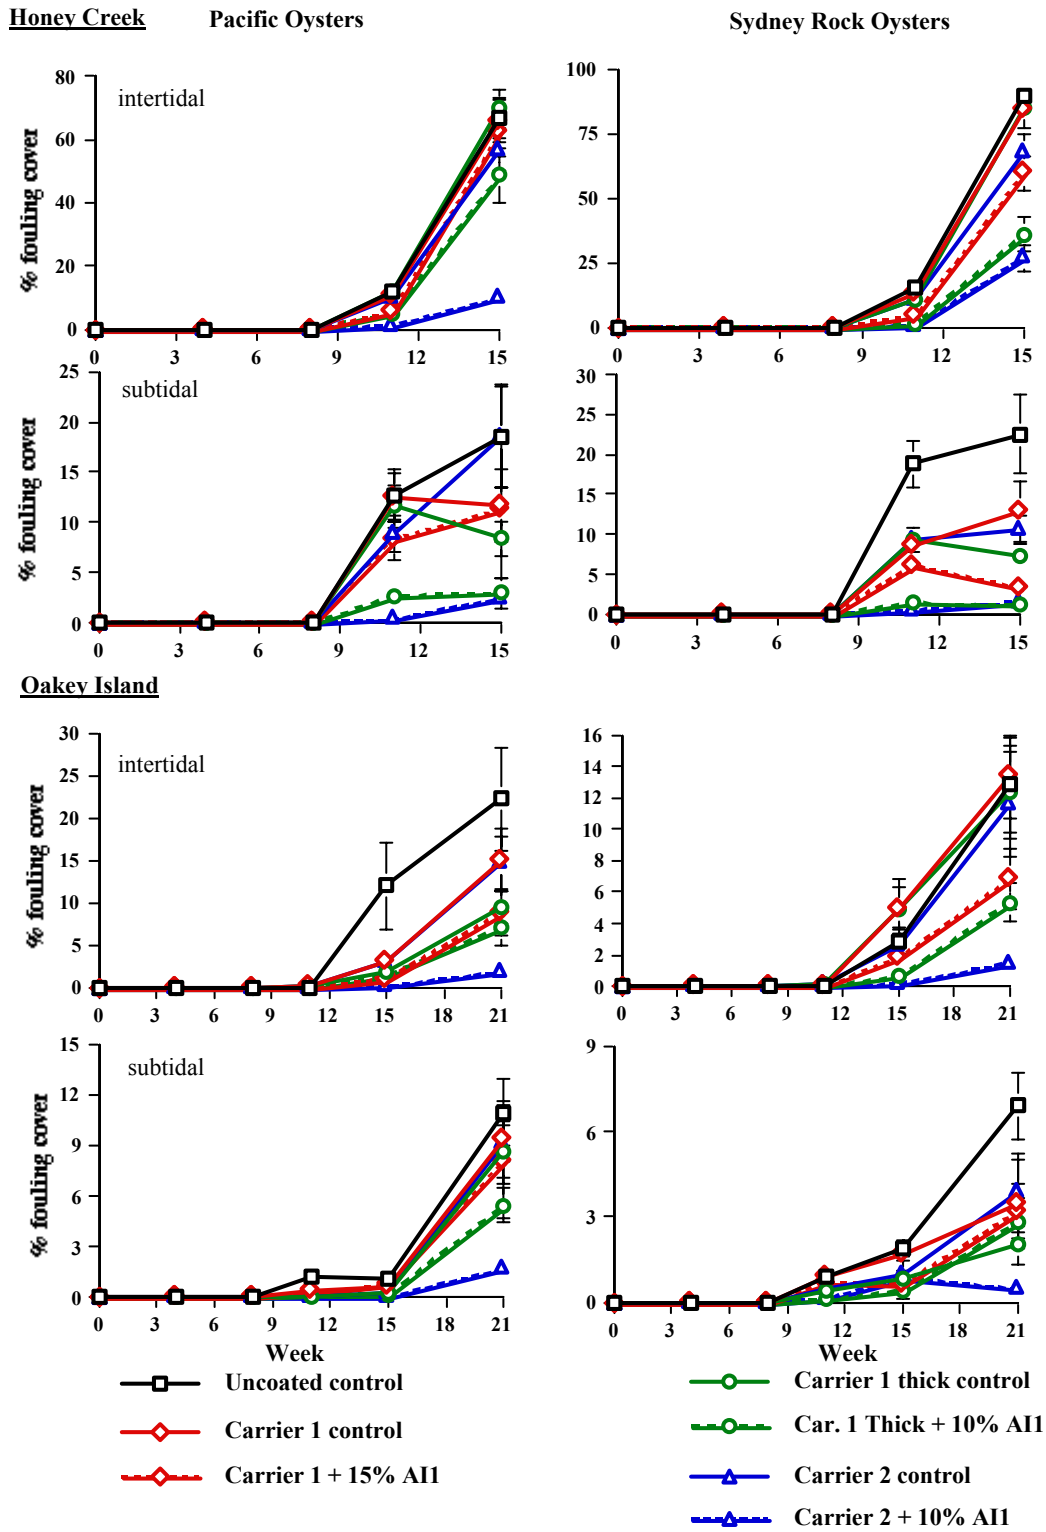 Honey Creek Pacific Oysters Sydney Rock Oysters
intertidal
% fouling cover
80
60
40
20
0
0 3 6 9 12 15
100
75
50
25
0
0 3 6 9 12 15
subtidal
% fouling cover
25
20
15
10
5
0
0 3 6 9 12 15
30
25
20
15
10
5
0
0 3 6 9 12 15
Oakey Island
intertidal
% fouling cover
30
25
20
15
10
5
0
0 3 6 9 12 15 18 21
16
14
12
10
8
6
4
2
0
0 3 6 9 12 15 18 21
subtidal
% fouling cover
15
12
9
6
3
0
0 3 6 9 12 15 18 21
Week
9
6
3
0
0 3 6 9 12 15 18 21
Week
Uncoated control
Carrier 1 control
Carrier 1 + 15% AI1
Carrier 1 thick control
Car. 1 Thick + 10% AI1
Carrier 2 control
Carrier 2 + 10% AI1